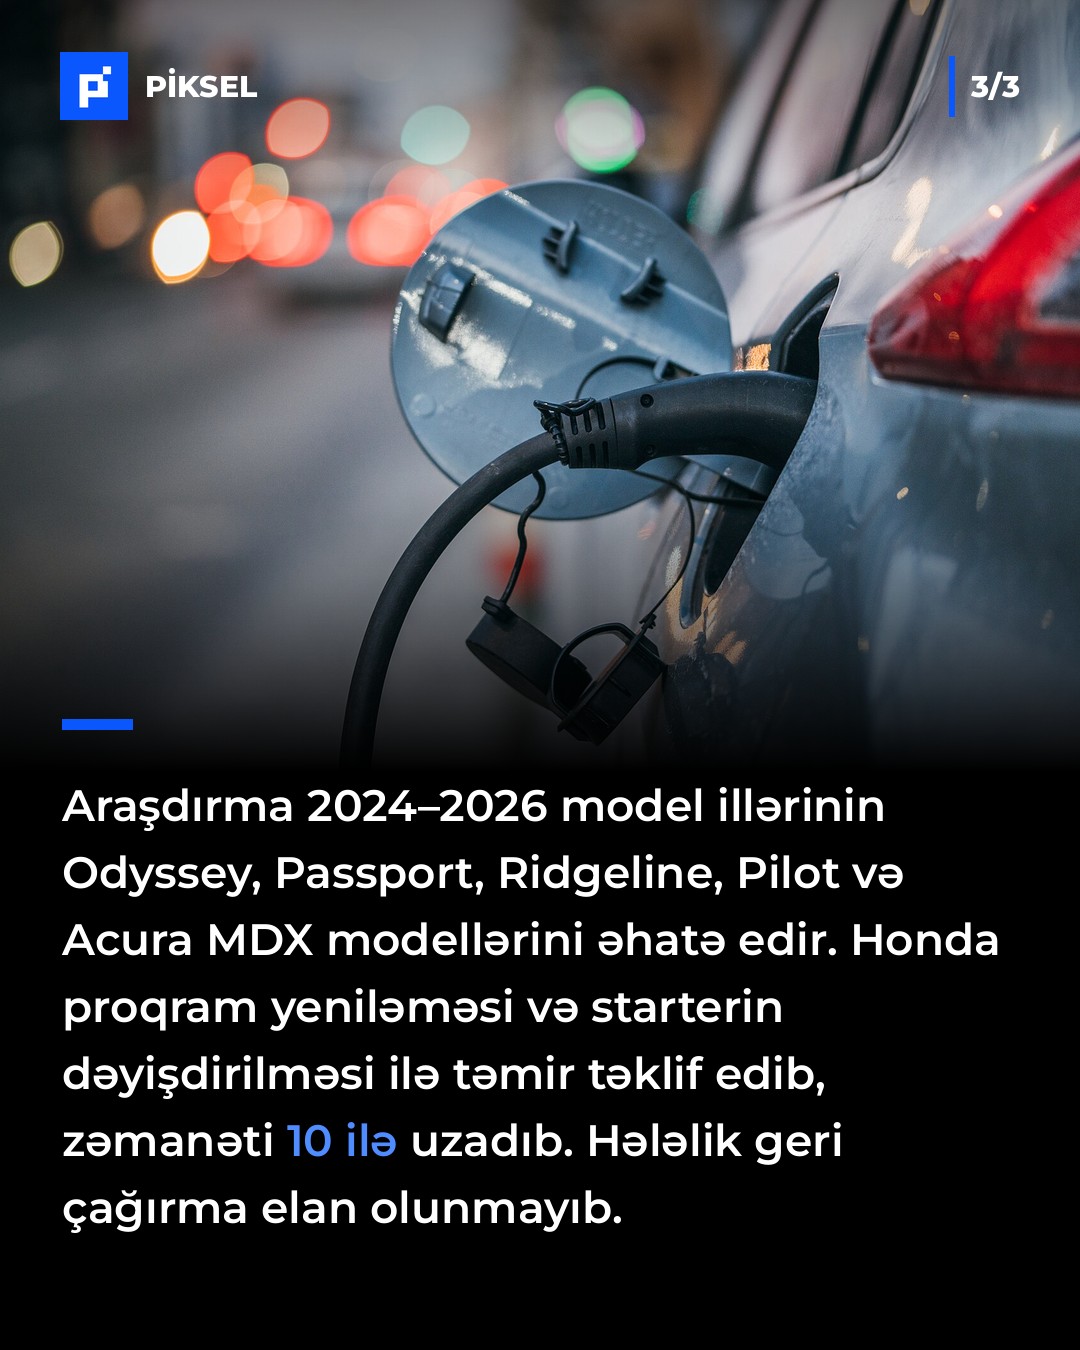 PİKSEL
3/3
Araşdırma 2024–2026 model illərinin
Odyssey, Passport, Ridgeline, Pilot və
Acura MDX modellərini əhatə edir. Honda
proqram yeniləməsi və starterin
dəyişdirilməsi ilə təmir təklif edib,
zəmanəti 10 ilə uzadıb. Hələlik geri
çağırma elan olunmayıb.